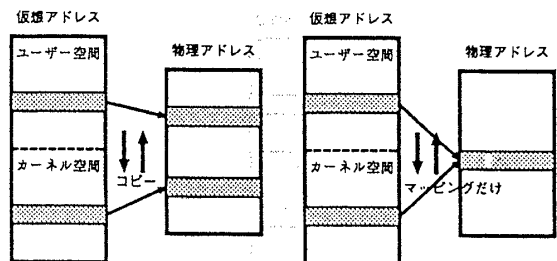 仮想アドレス
ユーザー空間
物理アドレス
カーネル空間
コピー
仮想アドレス
ユーザー空間
物理アドレス
カーネル空間
マッピングだけ